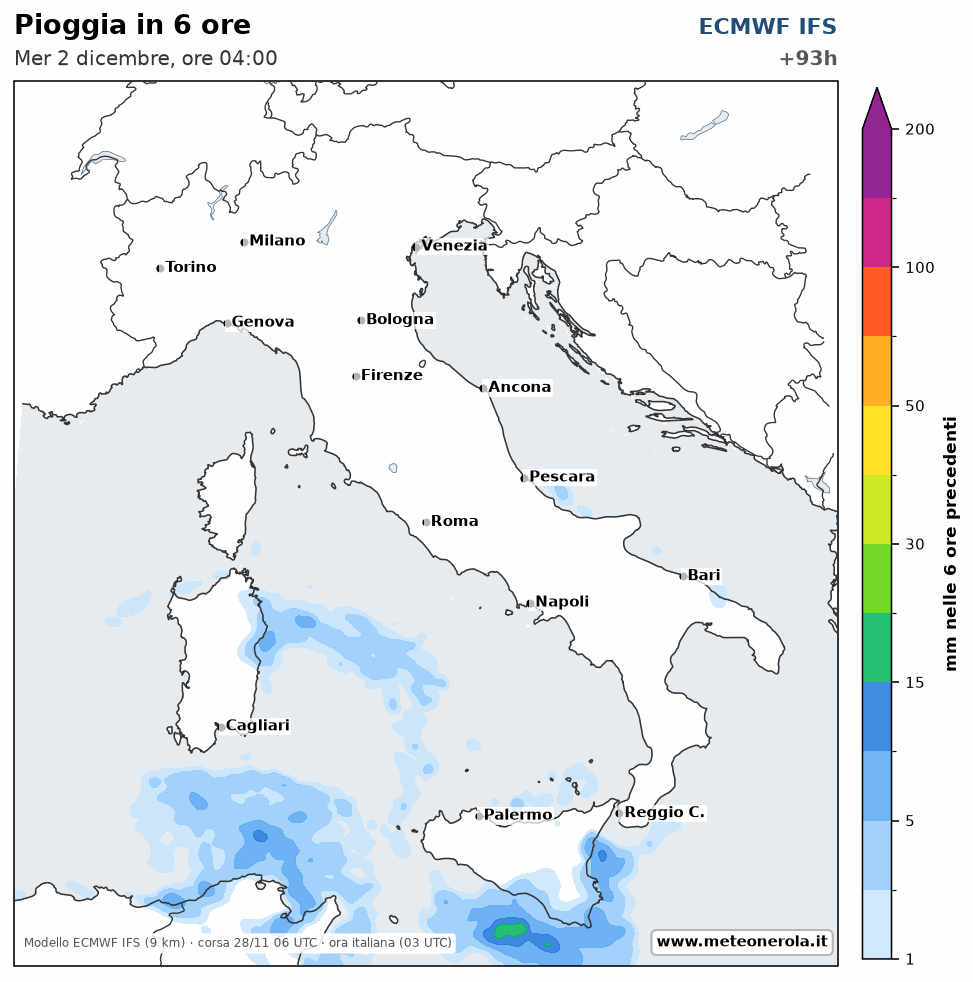 Pioggia in 6 ore
ECMWF IFS
Mer 2 dicembre, ore 04:00
+93h
Milano
Venezia
Torino
Genova
Bologna
Firenze
Ancona
Pescara
Roma
Bari
Napoli
Cagliari
Palermo
Reggio C.
200
100
50
30
15
5
1
mm nelle 6 ore precedenti
Modello ECMWF IFS (9 km) · corsa 28/11 06 UTC · ora italiana (03 UTC)
www.meteonerola.it